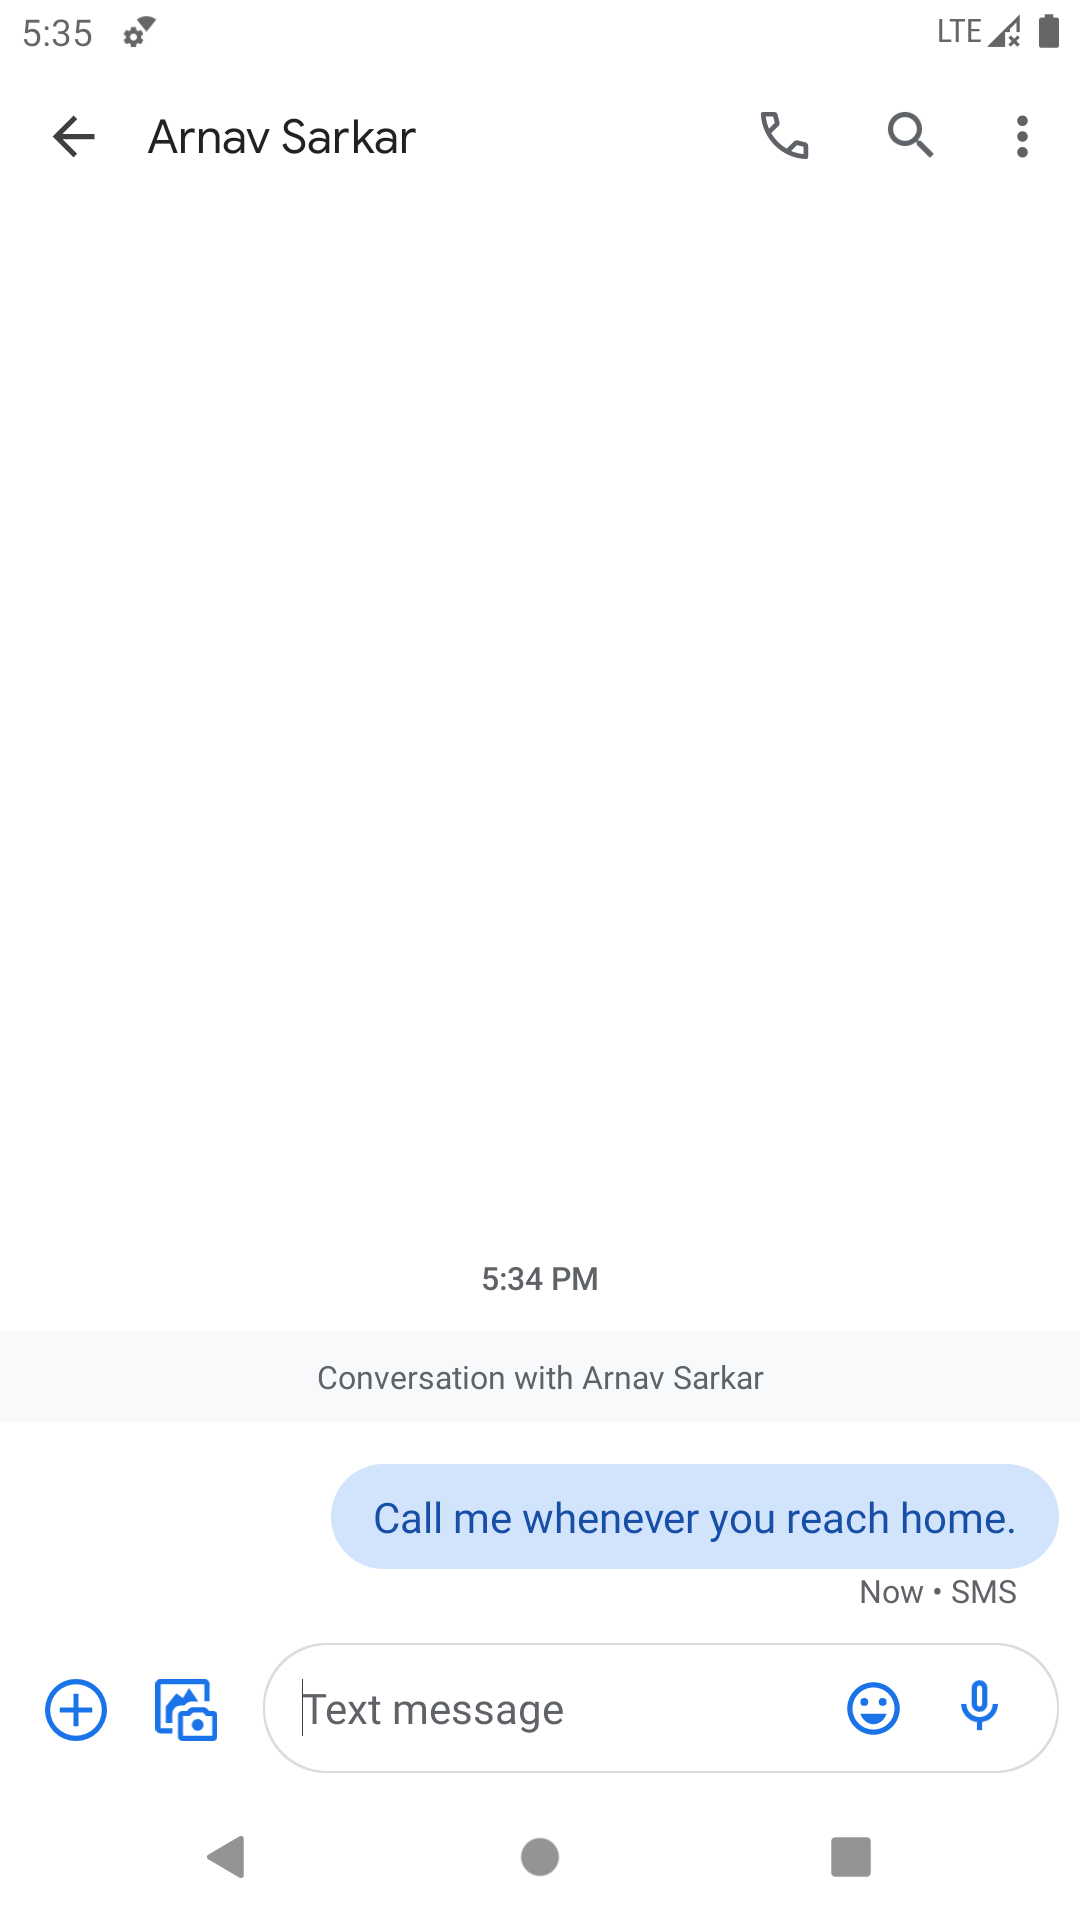 5:35
LTE
Arnav Sarkar
5:34 PM
Conversation with Arnav Sarkar
Call me whenever you reach home.
Now • SMS
Text message